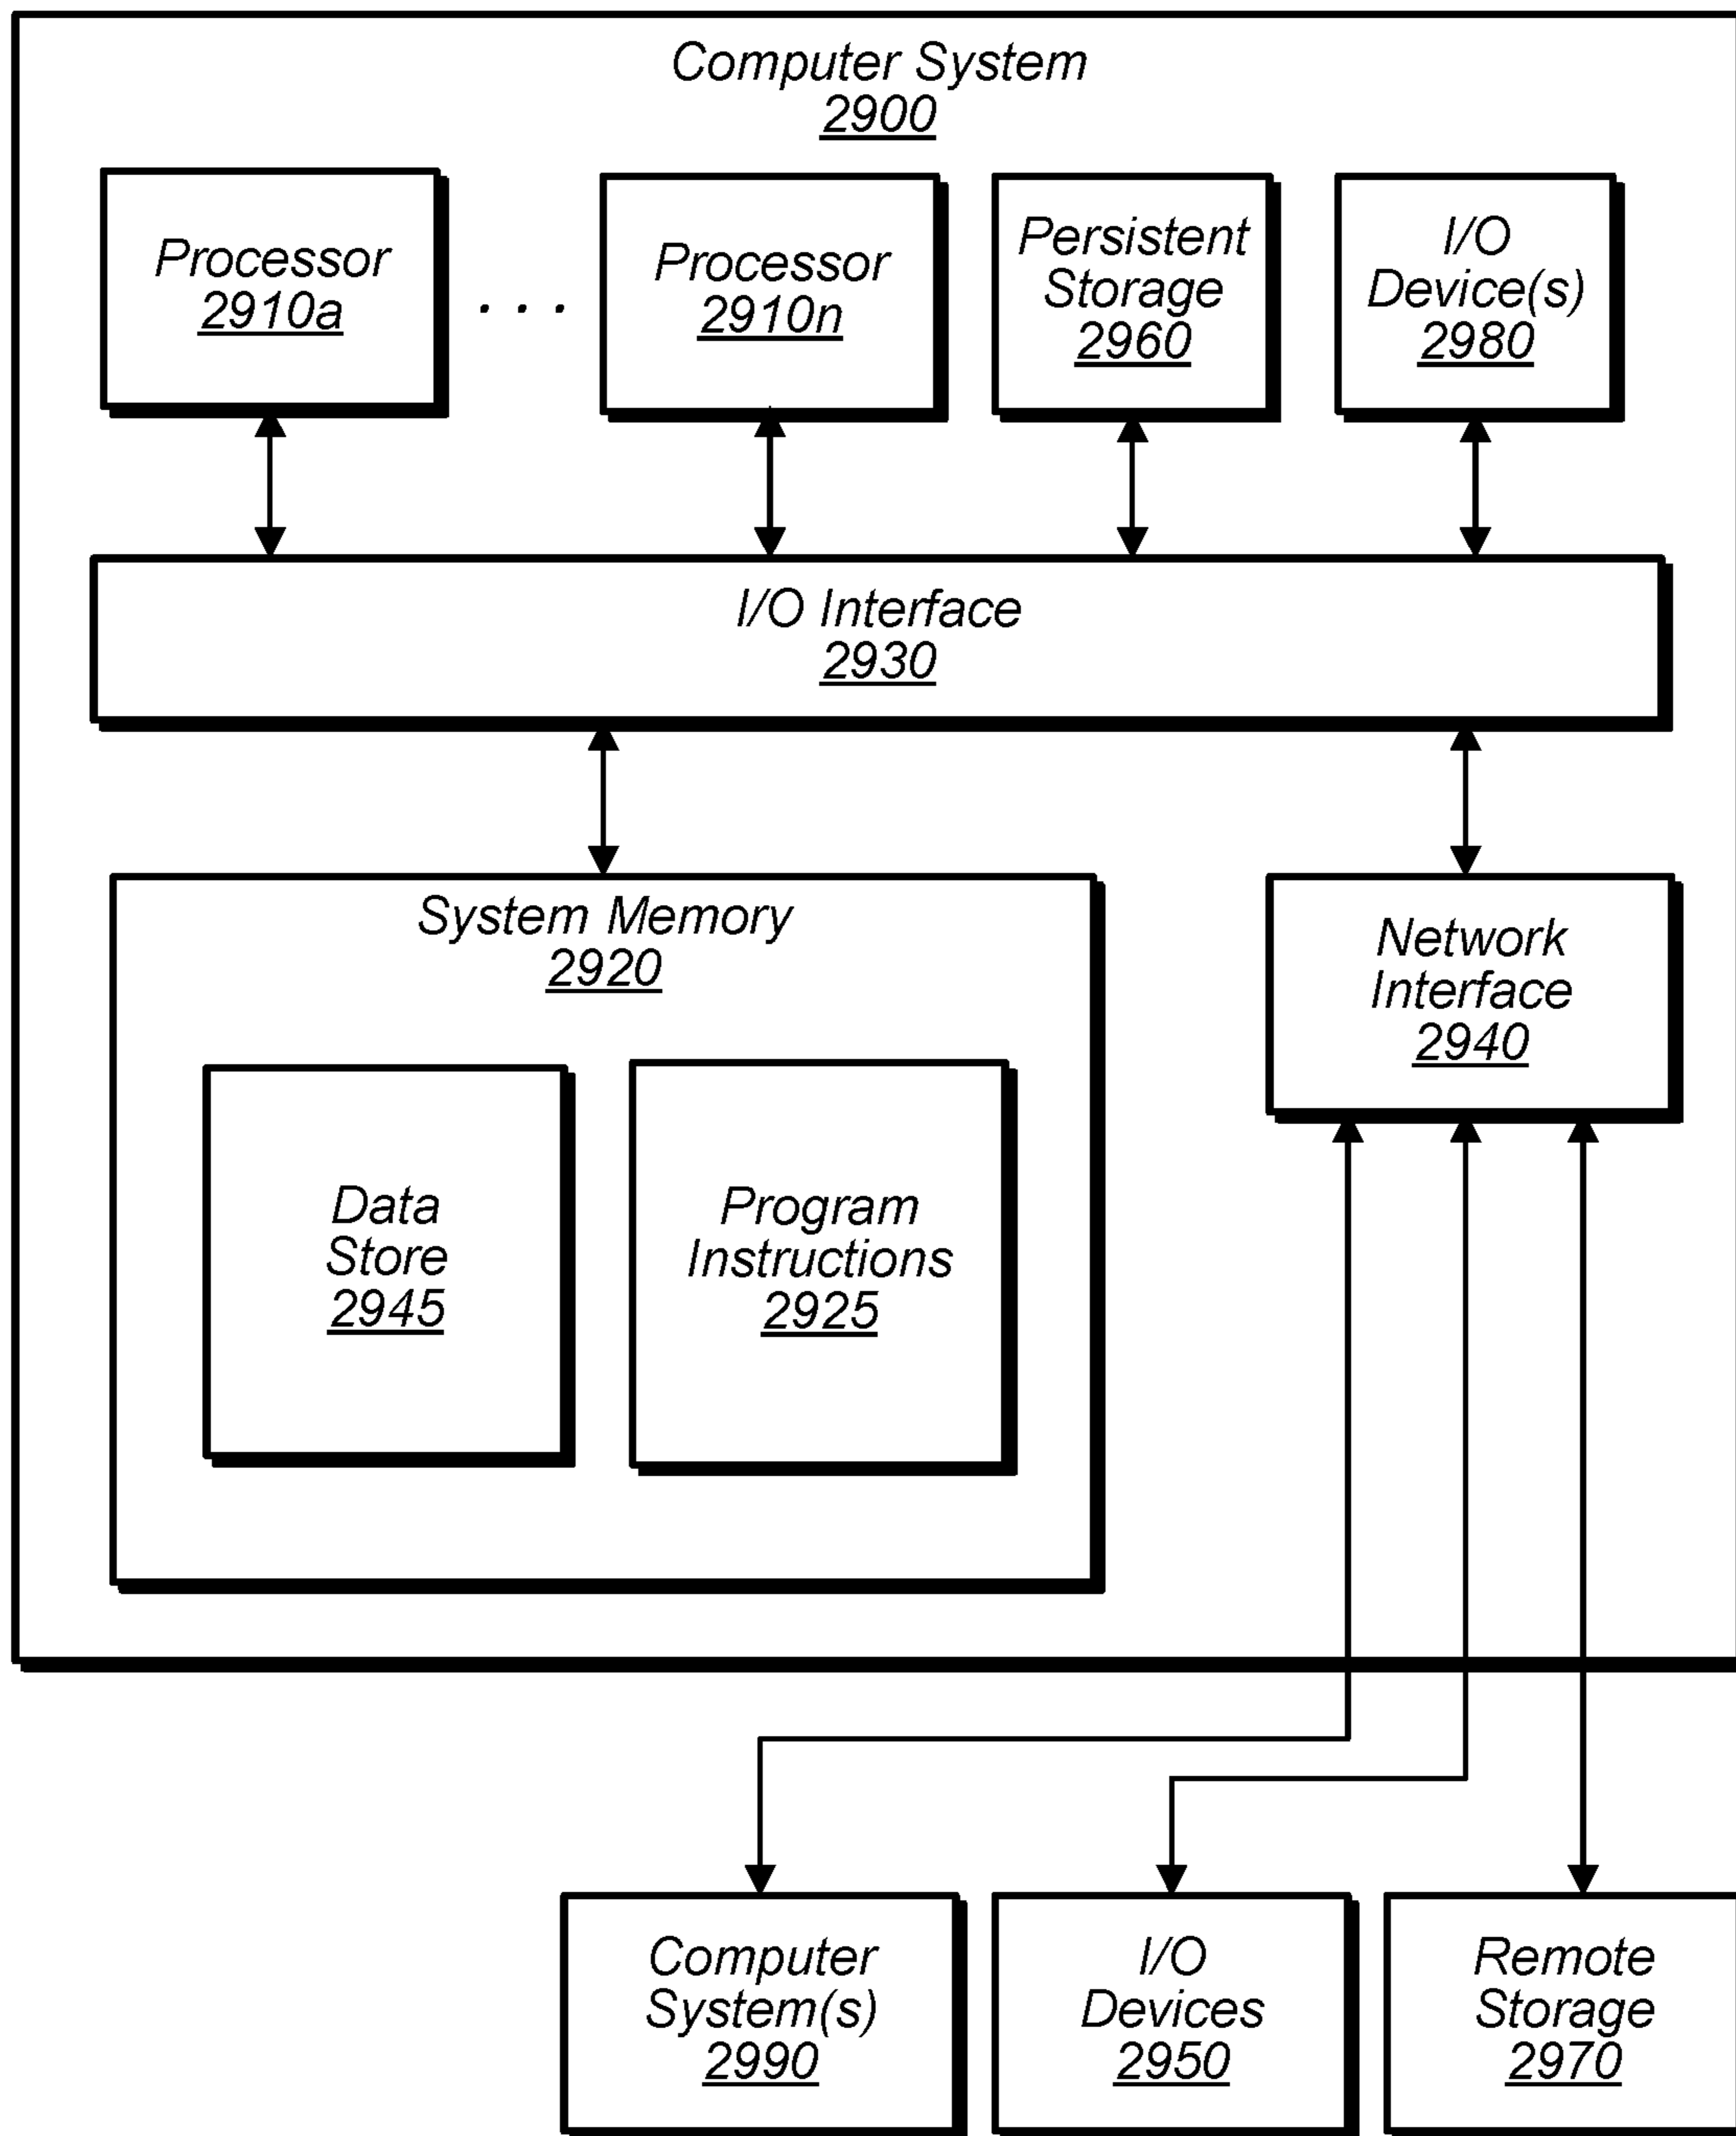 Computer System
2900
Processor
2910a
. . .
Processor
2910n
Persistent
Storage
2960
I/O
Device(s)
2980
I/O Interface
2930
System Memory
2920
Data
Store
2945
Program
Instructions
2925
Network
Interface
2940
Computer
System(s)
2990
I/O
Devices
2950
Remote
Storage
2970